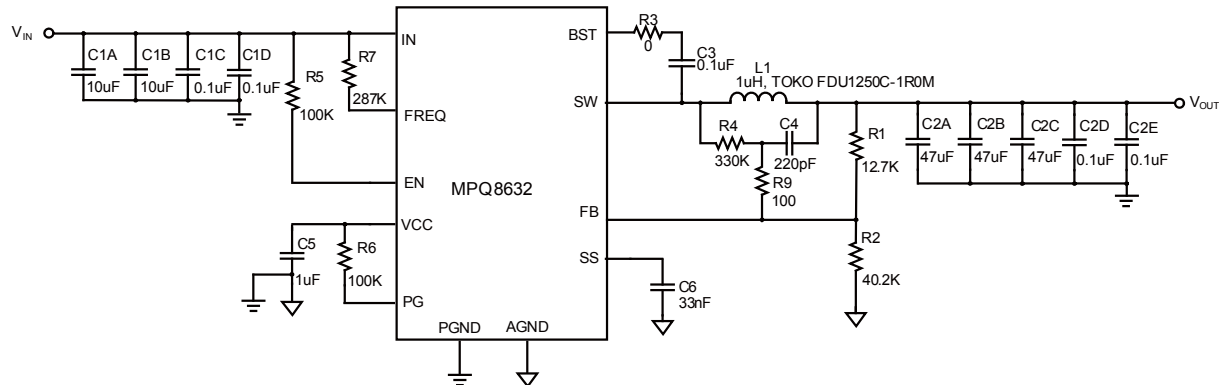 V_IN
C1A
10uF
C1B
10uF
C1C
0.1uF
C1D
0.1uF
R5
100K
R7
287K
IN
FREQ
EN
VCC
PG
PGND
AGND
MPQ8632
BST
SW
FB
SS
C5
1uF
R6
100K
R3
0
C3
0.1uF
L1
1uH, TOKO FDU1250C-1R0M
R4
330K
C4
220pF
R9
100
R1
12.7K
R2
40.2K
C6
33nF
C2A
47uF
C2B
47uF
C2C
47uF
C2D
0.1uF
C2E
0.1uF
V_OUT